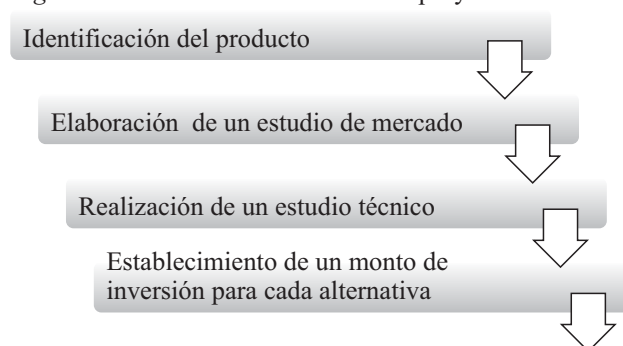 Identificación del producto
Elaboración de un estudio de mercado
Realización de un estudio técnico
Establecimiento de un monto de
inversión para cada alternativa